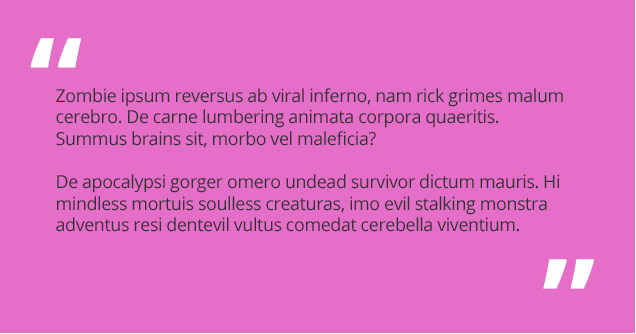 Zombie ipsum reversus ab viral inferno, nam rick grimes malum
cerebro. De carne lumbering animata corpora quaeritis.
Summus brains sit, morbo vel maleficia?
De apocalypsi gorger omero undead survivor dictum mauris. Hi
mindless mortuis soulless creaturas, imo evil stalking monstra
adventus resi dentevil vultus comedat cerebella viventium.